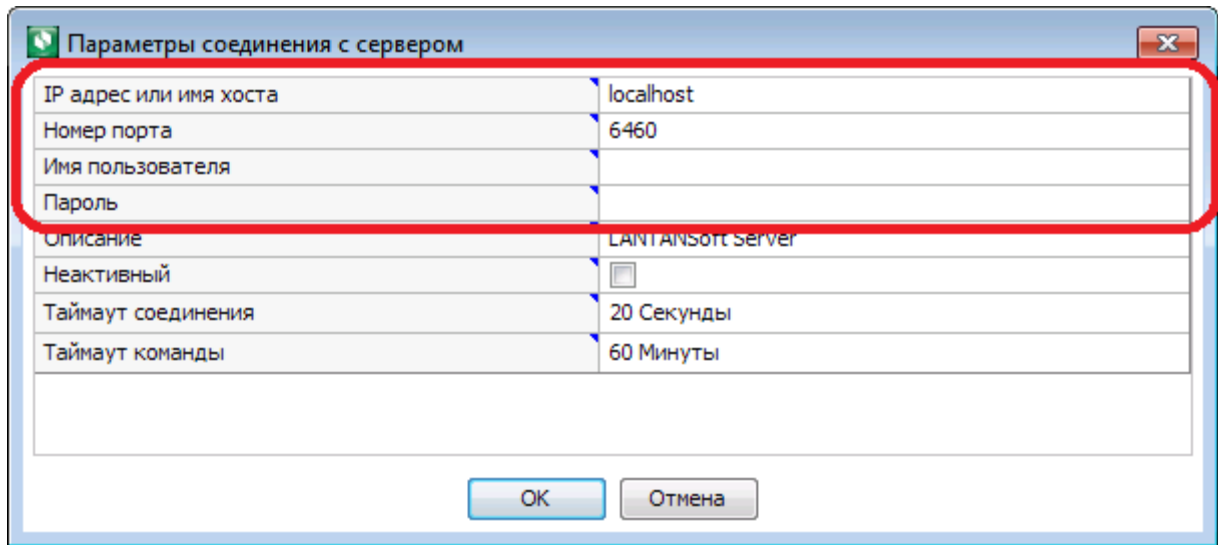 Параметры соединения с сервером
IP адрес или имя хоста localhost
Номер порта 6460
Имя пользователя
Пароль
Описание LANTANSoft Server
Неактивный
Таймаут соединения 20 Секунды
Таймаут команды 60 Минуты
OK Отмена